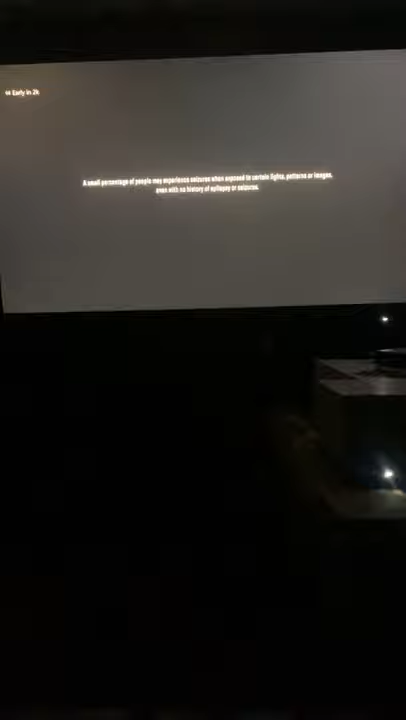 Early in 2k
A small percentage of people may experience seizures when exposed to certain lights, patterns or images,
even with no history of epilepsy or seizures.